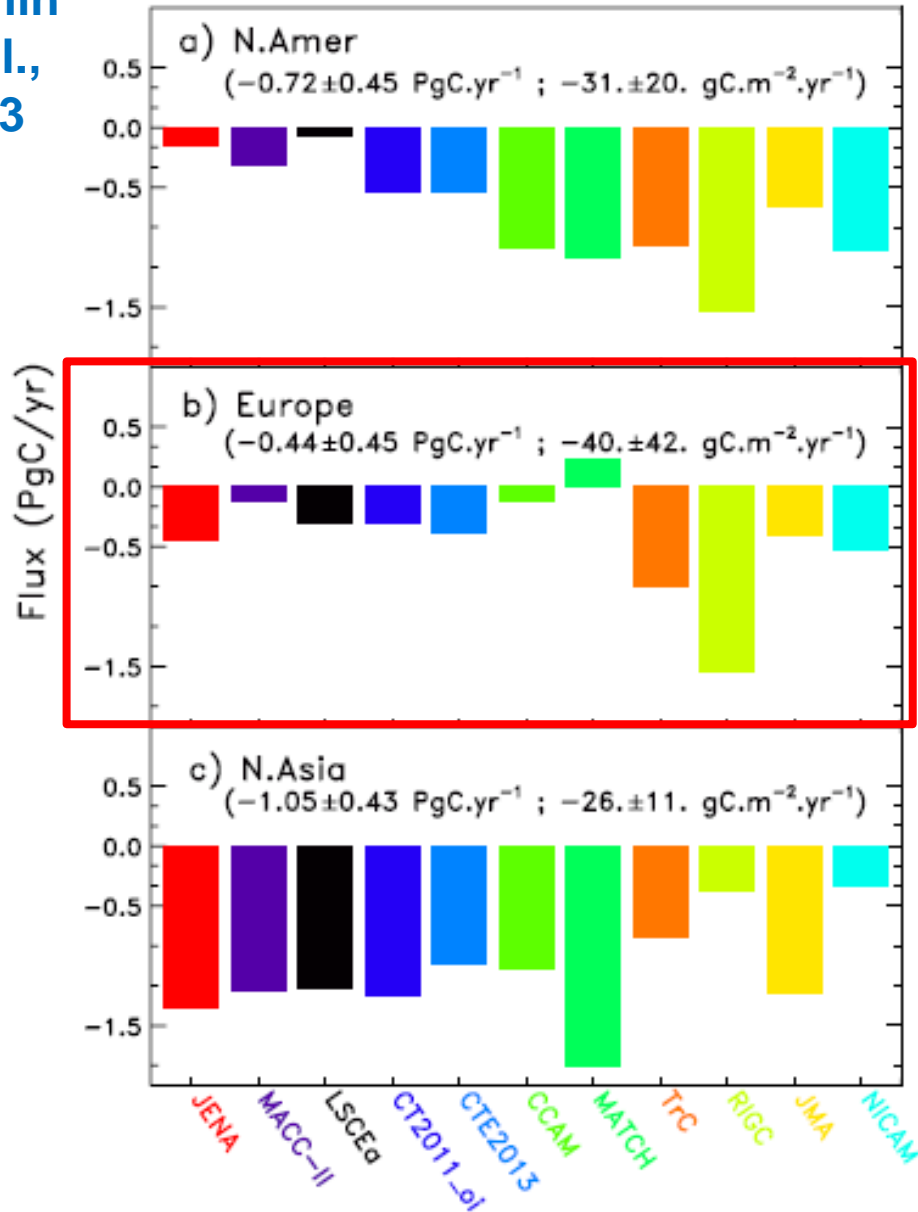 l.,
3
a) N.Amer
(−0.72±0.45 PgC.yr⁻¹ ; −31.±20. gC.m⁻².yr⁻¹)
0.5
0.0
−0.5
−1.5
Flux (PgC/yr)
b) Europe
(−0.44±0.45 PgC.yr⁻¹ ; −40.±42. gC.m⁻².yr⁻¹)
0.5
0.0
−0.5
−1.5
c) N.Asia
(−1.05±0.43 PgC.yr⁻¹ ; −26.±11. gC.m⁻².yr⁻¹)
0.5
0.0
−0.5
−1.5
JENA
MACC−II
LSCEa
CT2011_oi
CTE2013
CCAM
MATCH
TrC
RIGC
JMA
NICAM